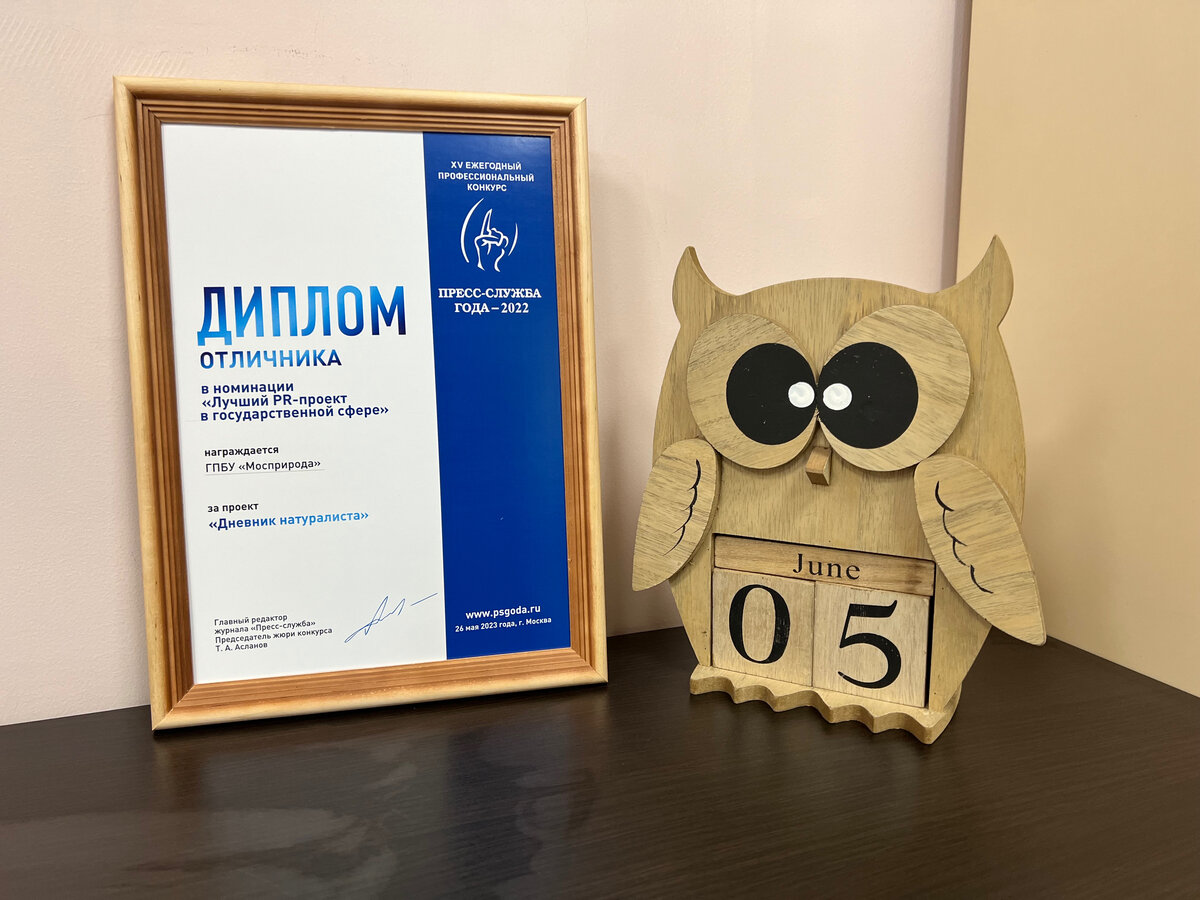 ДИПЛОМ
ОТЛИЧНИКА
в номинации
«Лучший PR-проект
в государственной сфере»
награждается
ГПБУ «Мосприрода»
за проект
«Дневник натуралиста»
Главный редактор
журнала «Пресс-служба»
Председатель жюри конкурса
Т. А. Асланов
XV ЕЖЕГОДНЫЙ
ПРОФЕССИОНАЛЬНЫЙ
КОНКУРС
ПРЕСС-СЛУЖБА
ГОДА – 2022
www.psgoda.ru
26 мая 2023 года, г. Москва
June
05